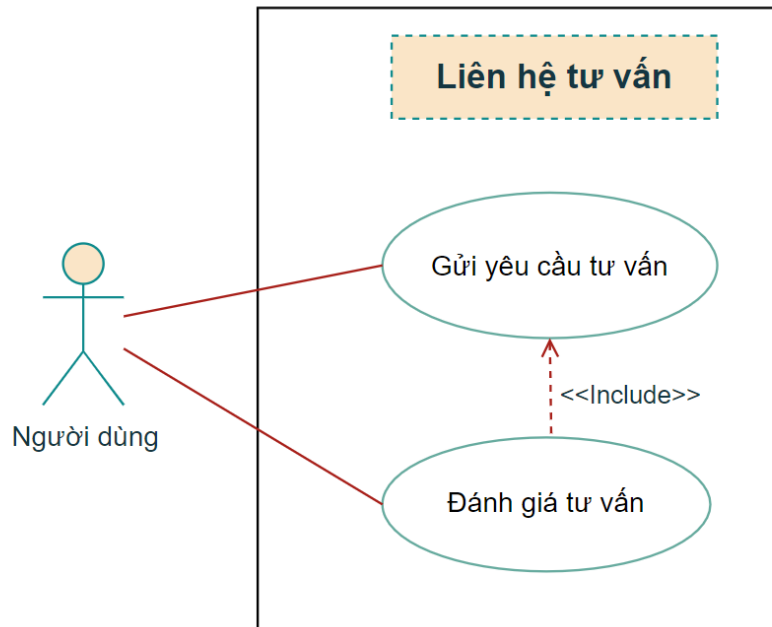 Liên hệ tư vấn
Gửi yêu cầu tư vấn
<<Include>>
Người dùng
Đánh giá tư vấn